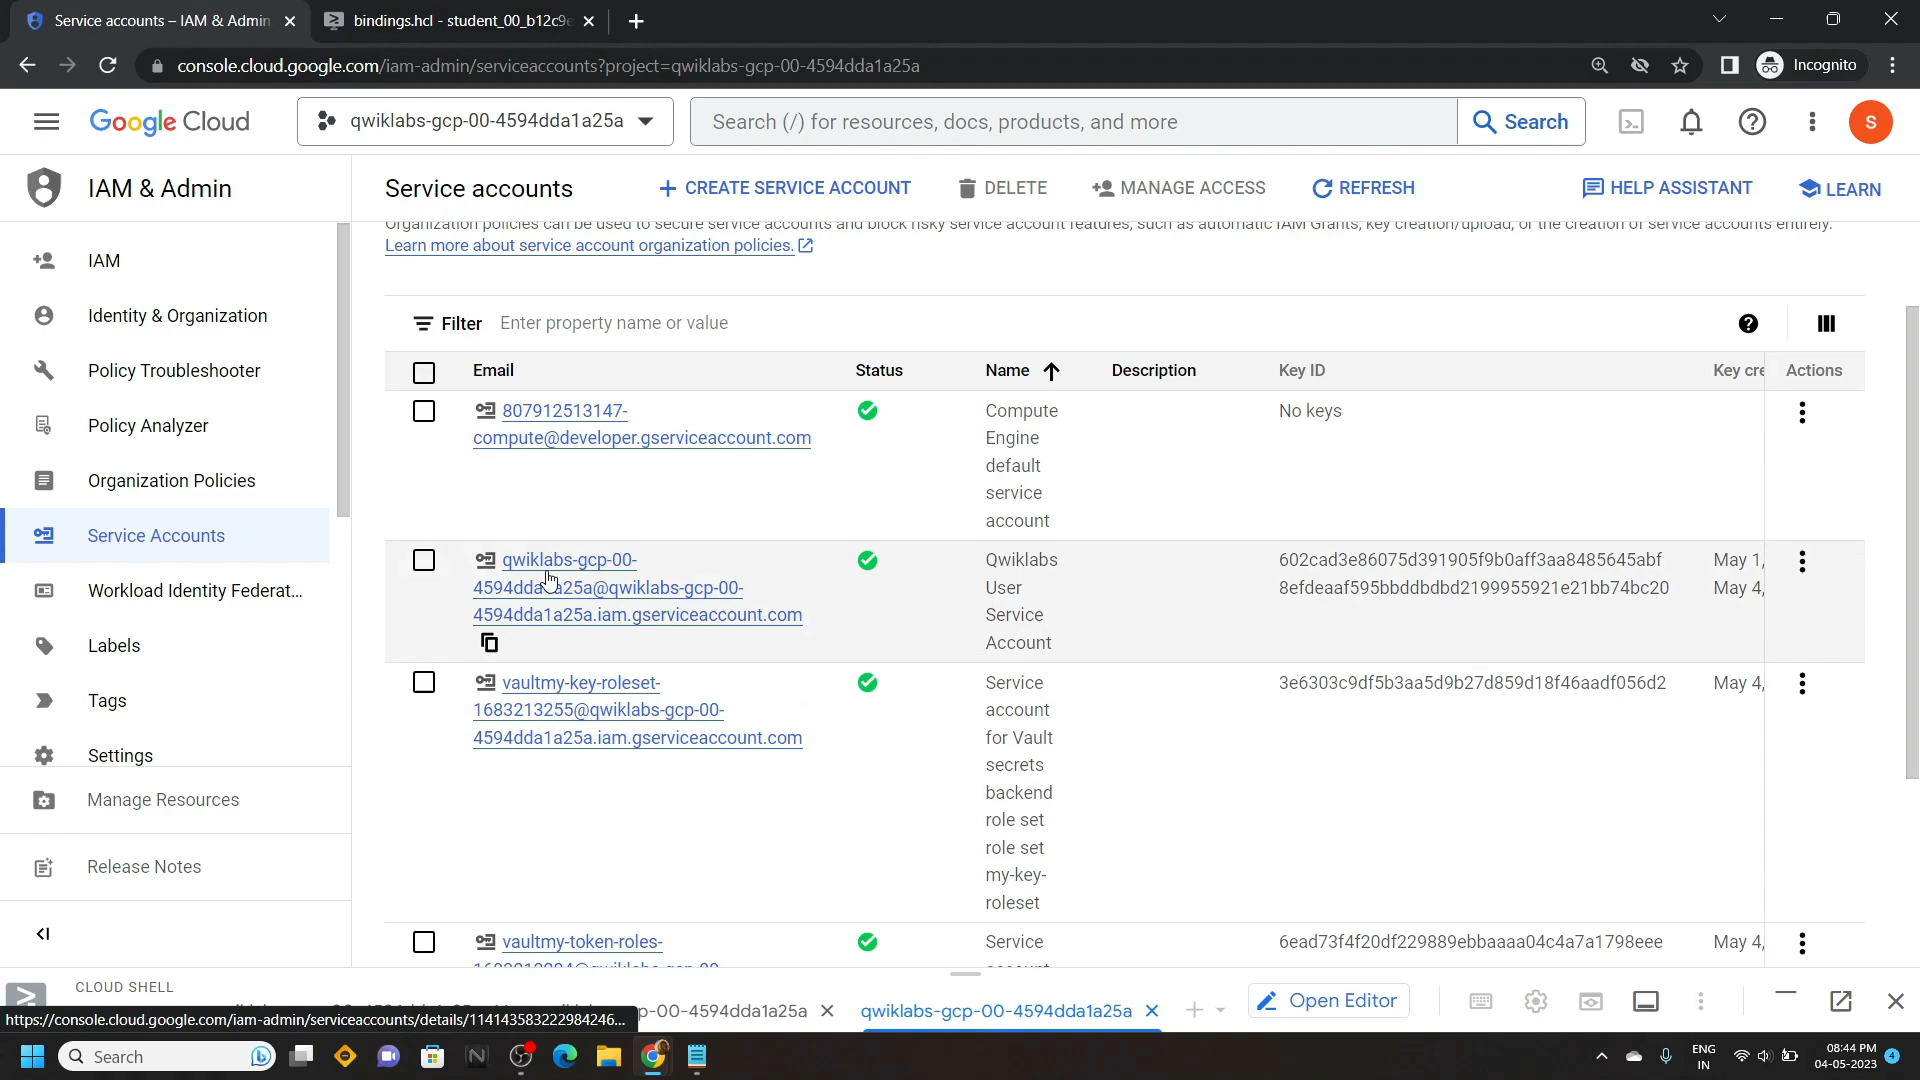 Service accounts – IAM & Admin
bindings.hcl - student_00_b12c9e
console.cloud.google.com/iam-admin/serviceaccounts?project=qwiklabs-gcp-00-4594dda1a25a
Incognito
Google Cloud
qwiklabs-gcp-00-4594dda1a25a
Search (/) for resources, docs, products, and more
Search
S
IAM & Admin
Service accounts
CREATE SERVICE ACCOUNT
DELETE
MANAGE ACCESS
REFRESH
HELP ASSISTANT
LEARN
Organization policies can be used to secure service accounts and block risky service account features, such as automatic IAM Grants, key creation/upload, or the creation of service accounts entirely.
Learn more about service account organization policies.
IAM
Identity & Organization
Policy Troubleshooter
Policy Analyzer
Organization Policies
Service Accounts
Workload Identity Federat...
Labels
Tags
Settings
Manage Resources
Release Notes
Filter Enter property name or value
Email Status Name Description Key ID Key cre Actions
807912513147-
compute@developer.gserviceaccount.com
Compute
Engine
default
service
account
No keys
qwiklabs-gcp-00-
4594dda1a25a@qwiklabs-gcp-00-
4594dda1a25a.iam.gserviceaccount.com
Qwiklabs
User
Service
Account
602cad3e86075d391905f9b0aff3aa8485645abf May 1,
8efdeaaf595bbddbdbd2199955921e21bb74bc20 May 4,
vaultmy-key-roleset-
1683213255@qwiklabs-gcp-00-
4594dda1a25a.iam.gserviceaccount.com
Service
account
for Vault
secrets
backend
role set
role set
my-key-
roleset
3e6303c9df5b3aa5d9b27d859d18f46aadf056d2 May 4,
vaultmy-token-roles-
Service
6ead73f4f20df229889ebbaaaa04c4a7a1798eee May 4,
CLOUD SHELL
p-00-4594dda1a25a
qwiklabs-gcp-00-4594dda1a25a
Open Editor
https://console.cloud.google.com/iam-admin/serviceaccounts/details/114143583222984246...
Search
ENG
IN
08:44 PM
04-05-2023
4